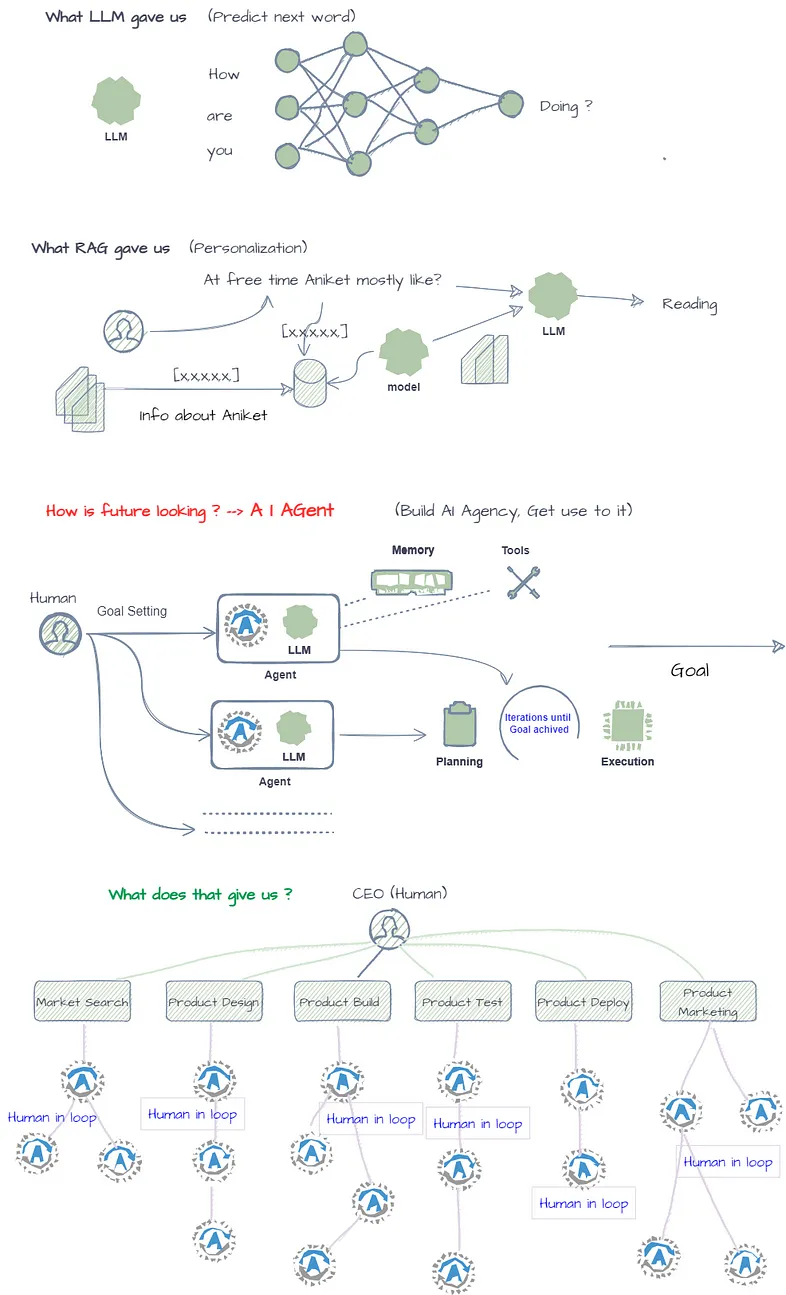 What LLM gave us (Predict next word)
How
are
you
Doing ?
LLM
What RAG gave us (Personalization)
At free time Aniket mostly like?
[xxxxx]
LLM
Reading
model
[xxxxx]
Info about Aniket
How is future looking ? --> A I AGent (Build AI Agency, Get use to it)
Memory
Tools
Human
Goal Setting
LLM
Agent
Goal
Iterations until
Goal achived
LLM
Agent
Planning
Execution
What does that give us ? CEO (Human)
Market Search
Product Design
Product Build
Product Test
Product Deploy
Product
Marketing
A
A
A
A
A
A
A
Human in loop
Human in loop
Human in loop
Human in loop
A
A
A
A
A
A
Human in loop
Human in loop
A
A
A
A
A
A